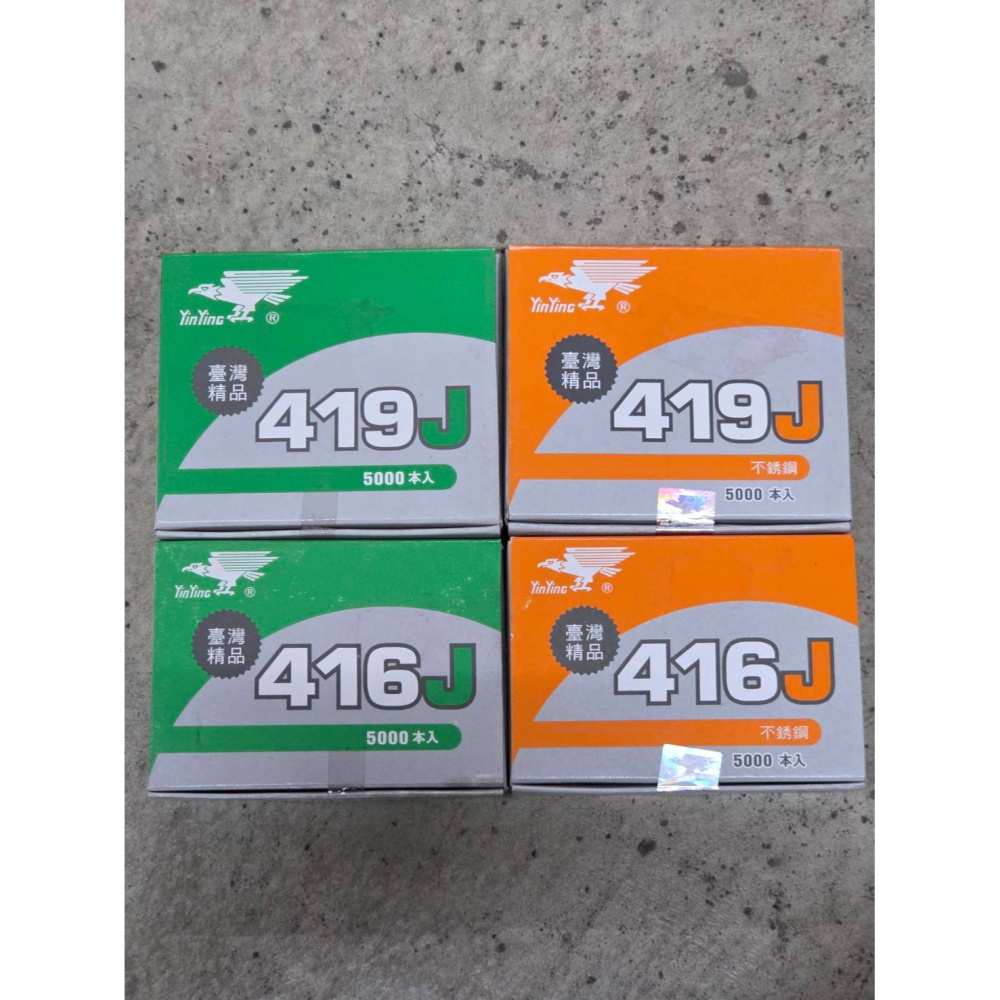 YinYing ®
臺灣
精品
419J
5000 本入
YinYing ®
臺灣
精品
419J
不銹鋼
5000 本入
YinYing ®
臺灣
精品
416J
5000 本入
YinYing ®
臺灣
精品
416J
不銹鋼
5000 本入